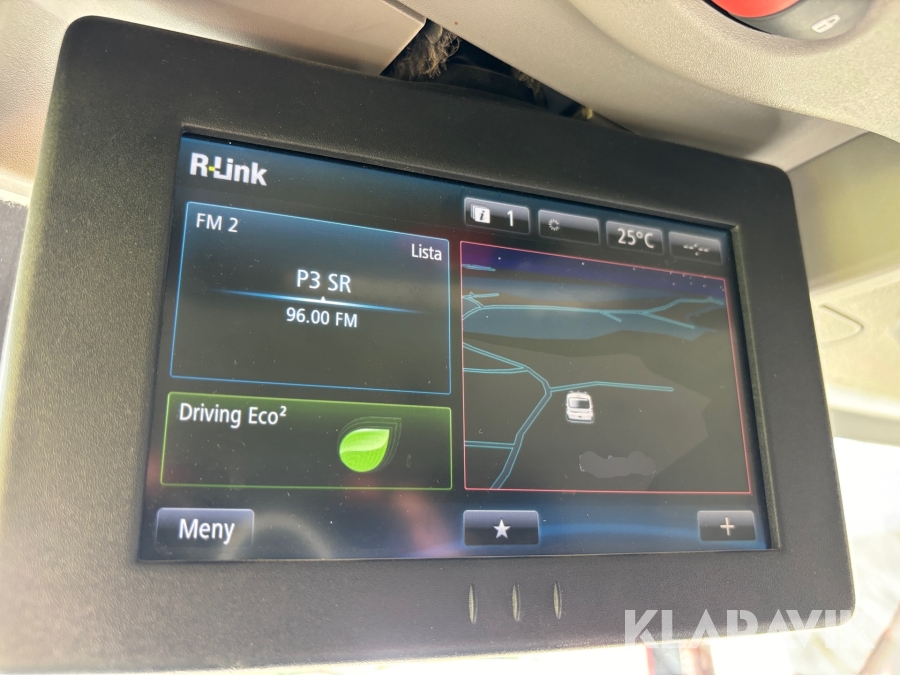 R-Link
1
25°C
--:--
FM 2
Lista
P3 SR
96.00 FM
Driving Eco²
Meny
KLARAVIK